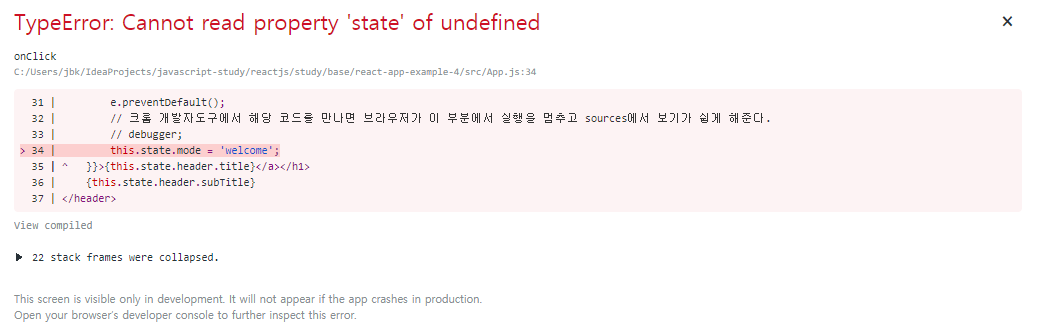 TypeError: Cannot read property 'state' of undefined
×
onClick
C:/Users/jbk/IdeaProjects/javascript-study/reactjs/study/base/react-app-example-4/src/App.js:34
31 | e.preventDefault();
32 | // 크롬 개발자도구에서 해당 코드를 만나면 브라우저가 이 부분에서 실행을 멈추고 sources에서 보기가 쉽게 해준다.
33 | // debugger;
> 34 | this.state.mode = 'welcome';
35 | ^ }}>{this.state.header.title}</a></h1>
36 | {this.state.header.subTitle}
37 | </header>
View compiled
▶ 22 stack frames were collapsed.
This screen is visible only in development. It will not appear if the app crashes in production.
Open your browser's developer console to further inspect this error.